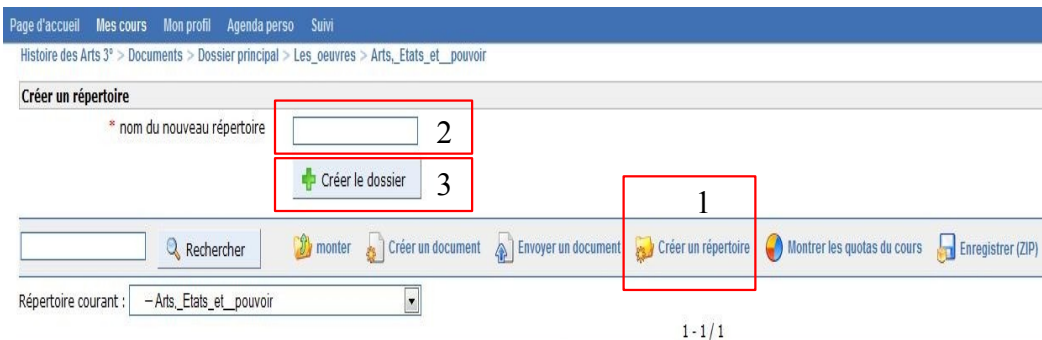 Page d'accueil Mes cours Mon profil Agenda perso Suivi
Histoire des Arts 3° > Documents > Dossier principal > Les_oeuvres > Arts,_Etats_et__pouvoir
Créer un répertoire
* nom du nouveau répertoire 2
Créer le dossier 3
1
Rechercher monter Créer un document Envoyer un document Créer un répertoire Montrer les quotas du cours Enregistrer (ZIP)
Répertoire courant : – Arts,_Etats_et__pouvoir
1 - 1 / 1